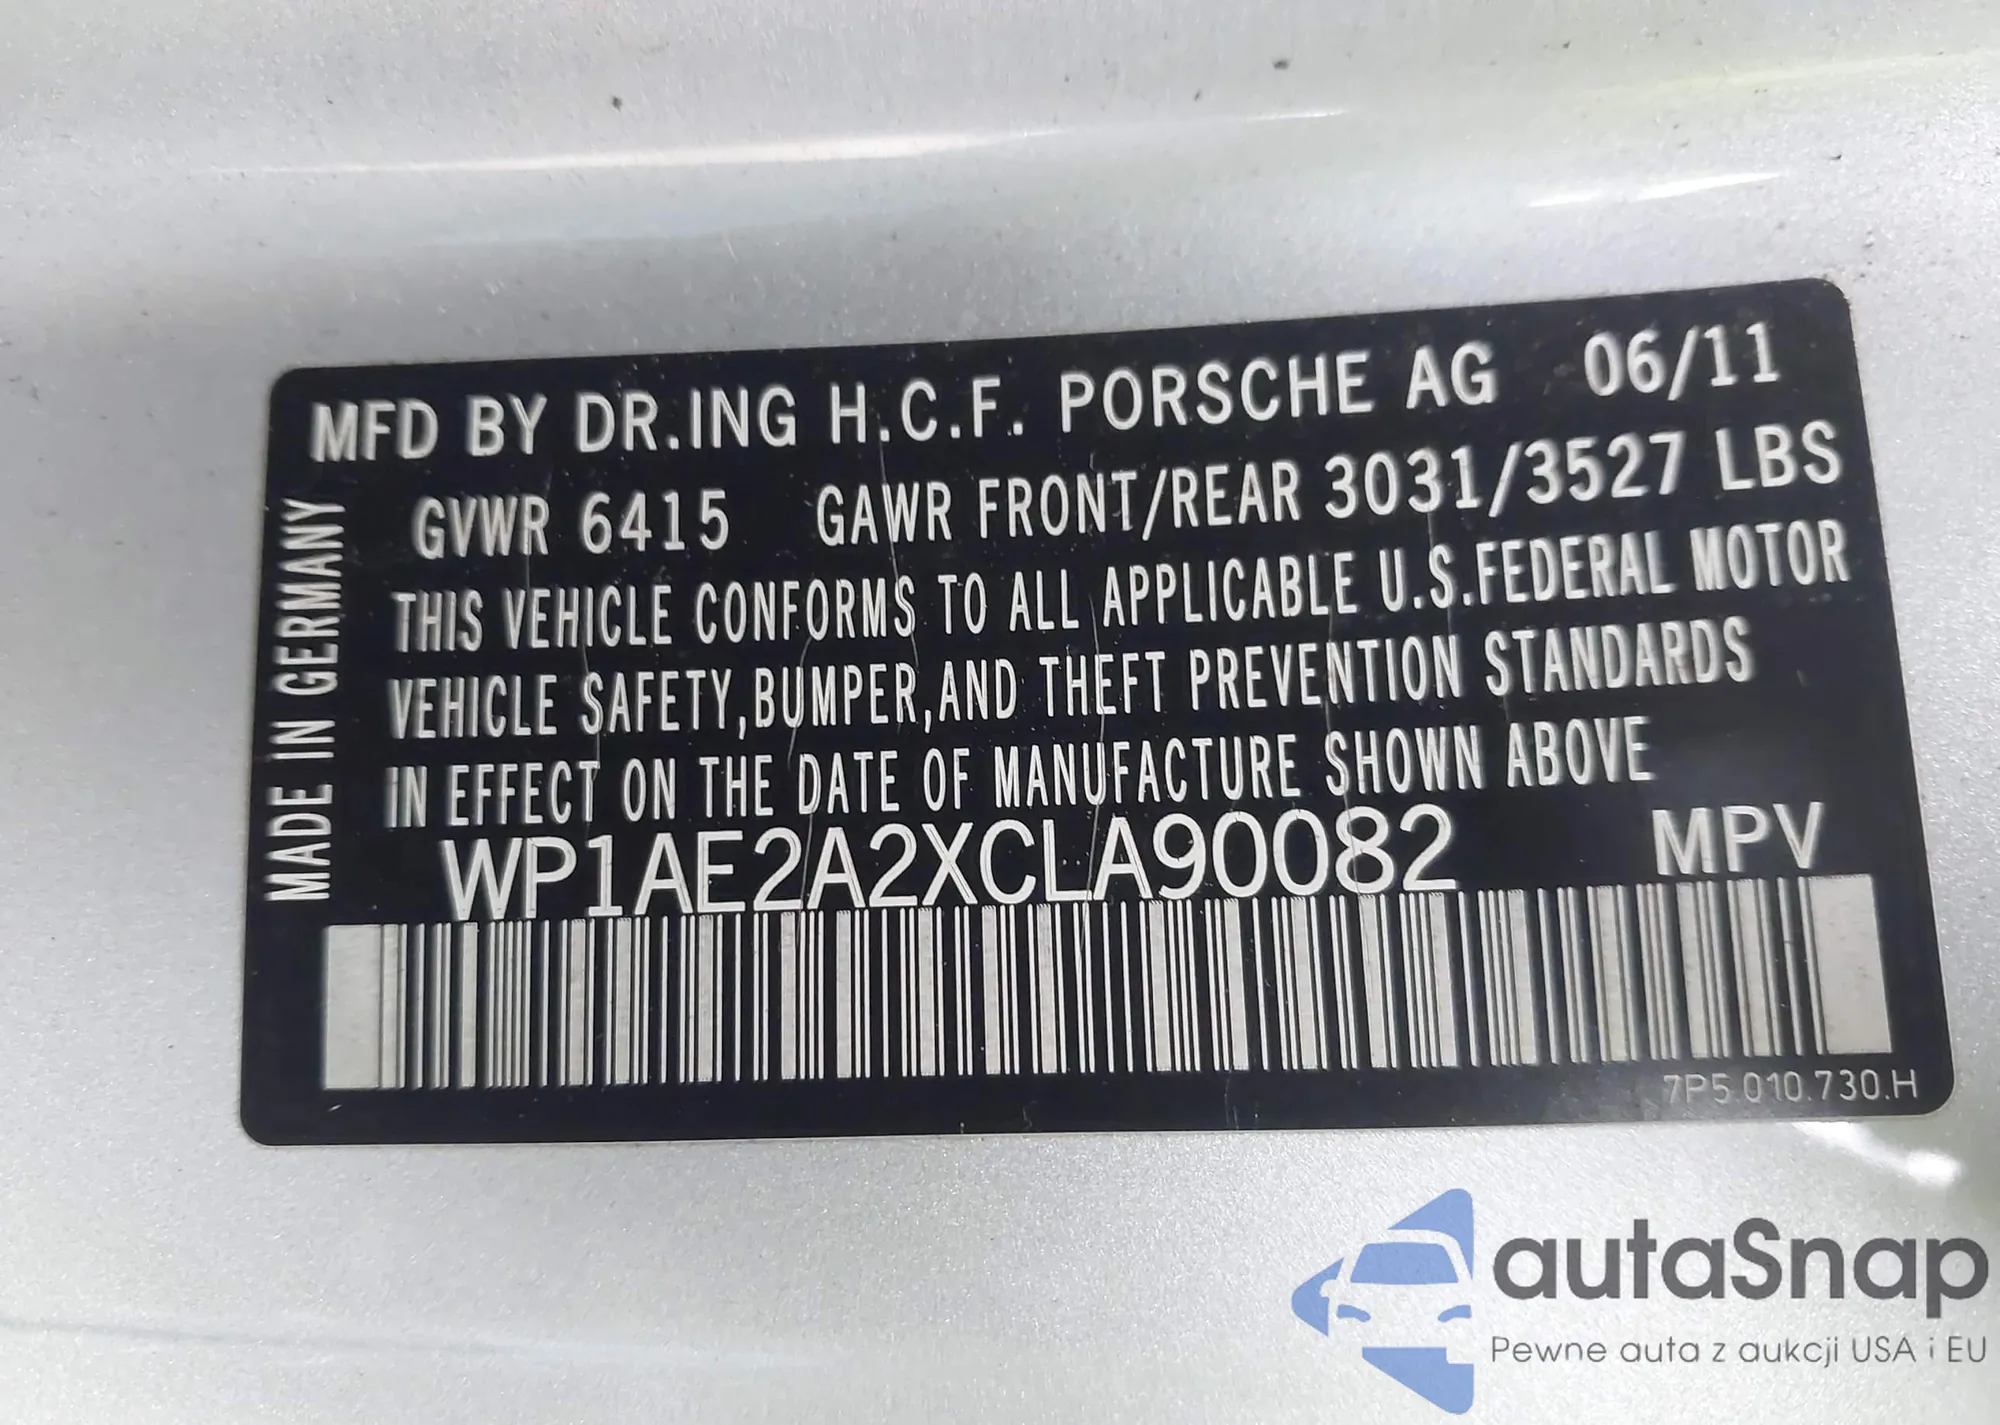 MFD BY DR.ING H.C.F. PORSCHE AG 06/11
GVWR 6415 GAWR FRONT/REAR 3031/3527 LBS
THIS VEHICLE CONFORMS TO ALL APPLICABLE U.S.FEDERAL MOTOR
VEHICLE SAFETY,BUMPER,AND THEFT PREVENTION STANDARDS
IN EFFECT ON THE DATE OF MANUFACTURE SHOWN ABOVE
WP1AE2A2XCLA90082 MPV
MADE IN GERMANY
7P5.010.730.H
autaSnap
Pewne auta z aukcji USA i EU